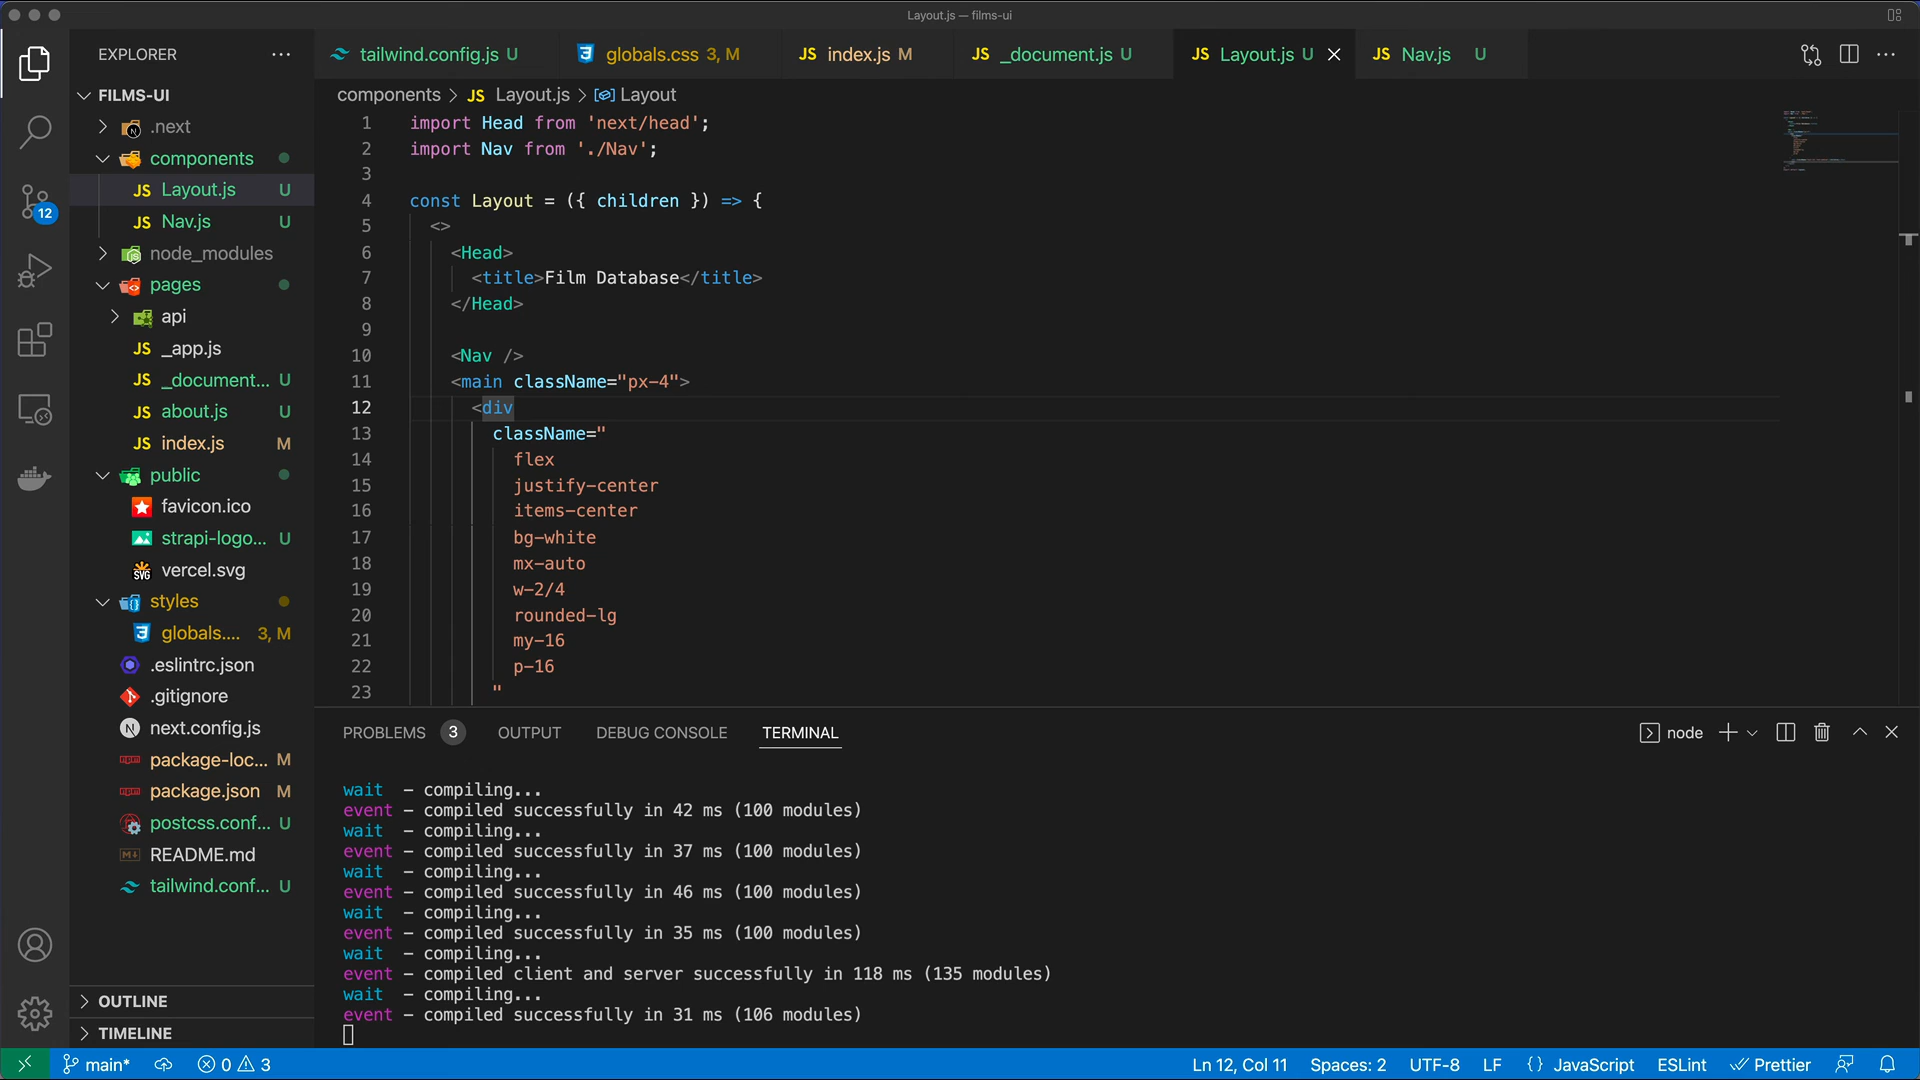 Layout.js — films-ui
EXPLORER
FILMS-UI
.next
components
Layout.js U
Nav.js U
node_modules
pages
api
_app.js
_document... U
about.js U
index.js M
public
favicon.ico
strapi-logo... U
vercel.svg
styles
globals.... 3, M
.eslintrc.json
.gitignore
next.config.js
package-loc... M
package.json M
postcss.conf... U
README.md
tailwind.conf... U
OUTLINE
TIMELINE
12
tailwind.config.js U globals.css 3, M JS index.js M JS _document.js U JS Layout.js U JS Nav.js U
components > JS Layout.js > Layout
1 import Head from 'next/head';
2 import Nav from './Nav';
3
4 const Layout = ({ children }) => {
5 <>
6 <Head>
7 <title>Film Database</title>
8 </Head>
9
10 <Nav />
11 <main className="px-4">
12 <div
13 className="
14 flex
15 justify-center
16 items-center
17 bg-white
18 mx-auto
19 w-2/4
20 rounded-lg
21 my-16
22 p-16
23 "
PROBLEMS 3 OUTPUT DEBUG CONSOLE TERMINAL node
wait - compiling...
event - compiled successfully in 42 ms (100 modules)
wait - compiling...
event - compiled successfully in 37 ms (100 modules)
wait - compiling...
event - compiled successfully in 46 ms (100 modules)
wait - compiling...
event - compiled successfully in 35 ms (100 modules)
wait - compiling...
event - compiled client and server successfully in 118 ms (135 modules)
wait - compiling...
event - compiled successfully in 31 ms (106 modules)
main* 0 3 Ln 12, Col 11 Spaces: 2 UTF-8 LF {} JavaScript ESLint Prettier